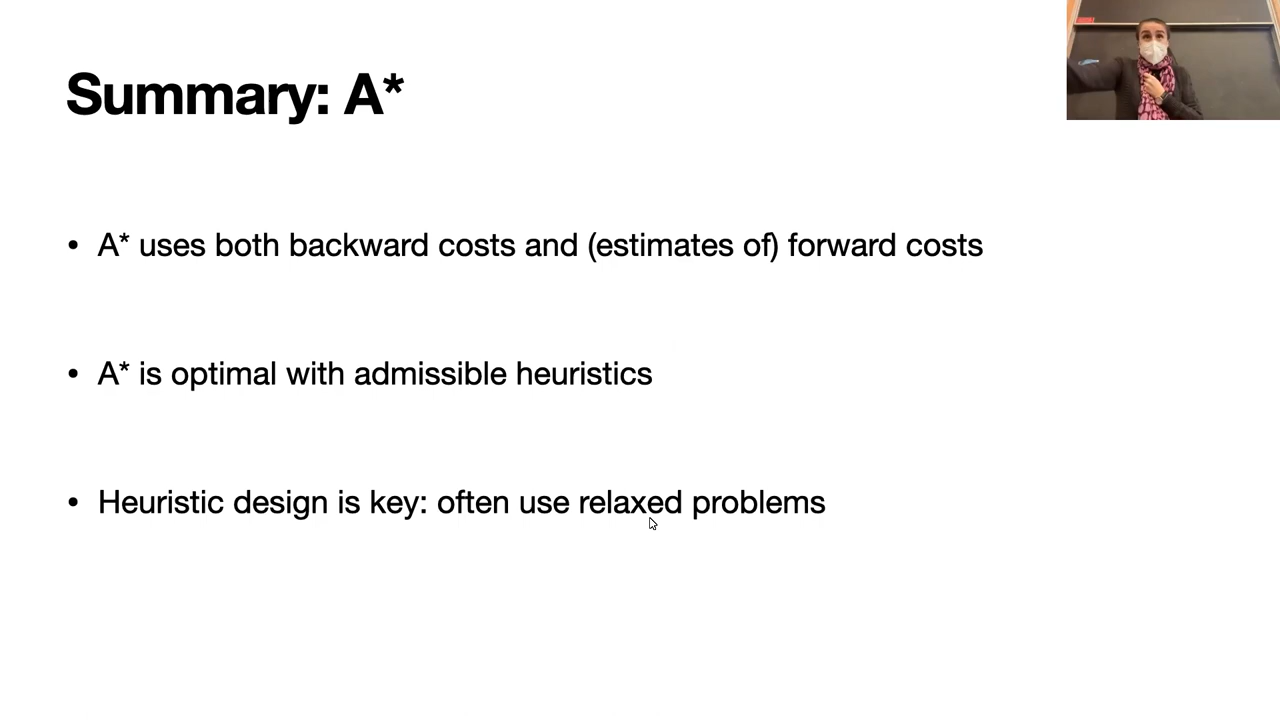 Summary: A*
• A* uses both backward costs and (estimates of) forward costs
• A* is optimal with admissible heuristics
• Heuristic design is key: often use relaxed problems